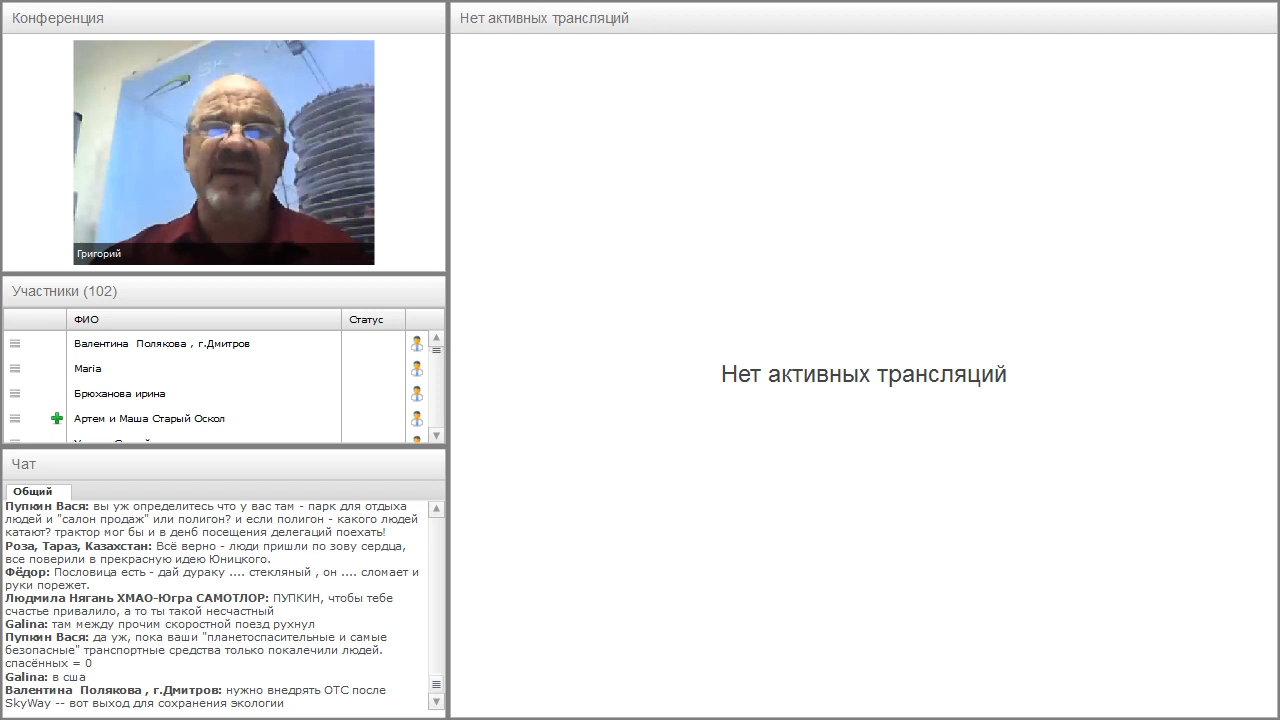 Конференция
Нет активных трансляций
SK
Григорий
Участники (102)
ФИО Статус
Валентина Полякова , г.Дмитров
Maria
Брюханова ирина
Артем и Маша Старый Оскол
Чат
Общий
Пупкин Вася: вы уж определитесь что у вас там - парк для отдыха
людей и "салон продаж" или полигон? и если полигон - какого людей
катают? трактор мог бы и в денб посещения делегаций поехать!
Роза, Тараз, Казахстан: Всё верно - люди пришли по зову сердца,
все поверили в прекрасную идею Юницкого.
Фёдор: Пословица есть - дай дураку .... стекляный , он .... сломает и
руки порежет.
Людмила Нягань ХМАО-Югра САМОТЛОР: ПУПКИН, чтобы тебе
счастье привалило, а то ты такой несчастный
Galina: там между прочим скоростной поезд рухнул
Пупкин Вася: да уж, пока ваши "планетоспасительные и самые
безопасные" транспортные средства только покалечили людей.
спасённых = 0
Galina: в сша
Валентина Полякова , г.Дмитров: нужно внедрять ОТС после
SkyWay -- вот выход для сохранения экологии
Нет активных трансляций